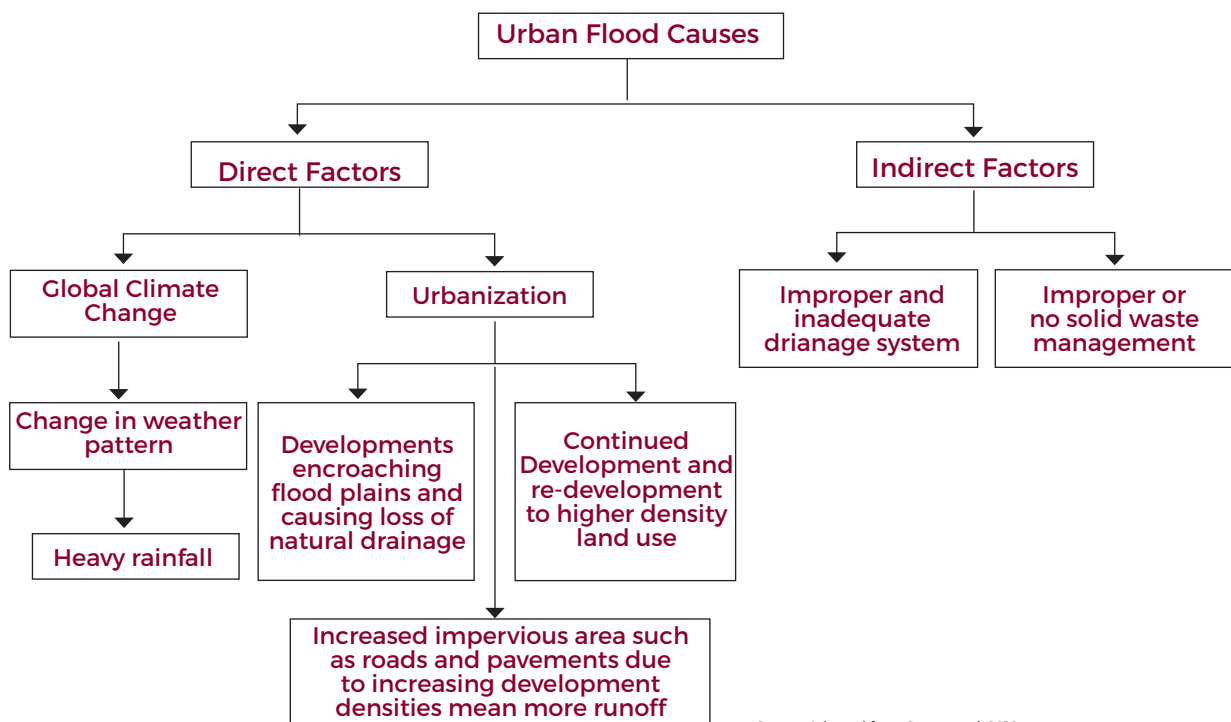 Urban Flood Causes
Direct Factors
Indirect Factors
Global Climate
Change
Urbanization
Improper and
inadequate
drianage system
Improper or
no solid waste
management
Change in weather
pattern
Developments
encroaching
flood plains and
causing loss of
natural drainage
Continued
Development and
re-development
to higher density
land use
Heavy rainfall
Increased impervious area such
as roads and pavements due
to increasing development
densities mean more runoff